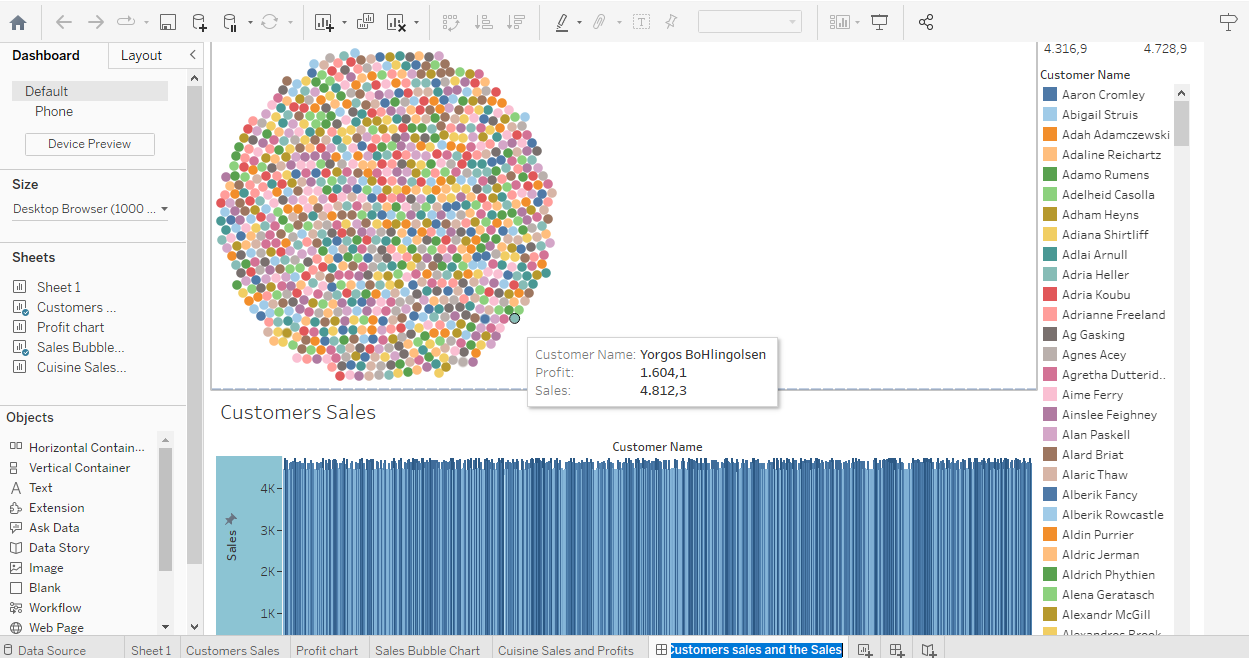 Dashboard
Layout
Default
Phone
Device Preview
Size
Desktop Browser (1000 ...
Sheets
Sheet 1
Customers ...
Profit chart
Sales Bubble...
Cuisine Sales...
Objects
Horizontal Contain...
Vertical Container
Text
Extension
Ask Data
Data Story
Image
Blank
Workflow
Web Page
Customer Name: Yorgos BoHlingolsen
Profit: 1.604,1
Sales: 4.812,3
Customers Sales
Customer Name
Sales
4K
3K
2K
1K
4.316,9 4.728,9
Customer Name
Aaron Cromley
Abigail Struis
Adah Adamczewski
Adaline Reichartz
Adamo Rumens
Adelheid Casolla
Adham Heyns
Adiana Shirtliff
Adlai Arnull
Adria Heller
Adria Koubu
Adrianne Freeland
Ag Gasking
Agnes Acey
Agretha Dutterid..
Aime Ferry
Ainslee Feighney
Alan Paskell
Alard Briat
Alaric Thaw
Alberik Fancy
Alberik Rowcastle
Aldin Purrier
Aldric Jerman
Aldrich Phythien
Alena Geratasch
Alexandr McGill
Data Source
Sheet 1
Customers Sales
Profit chart
Sales Bubble Chart
Cuisine Sales and Profits
Customers sales and the Sales